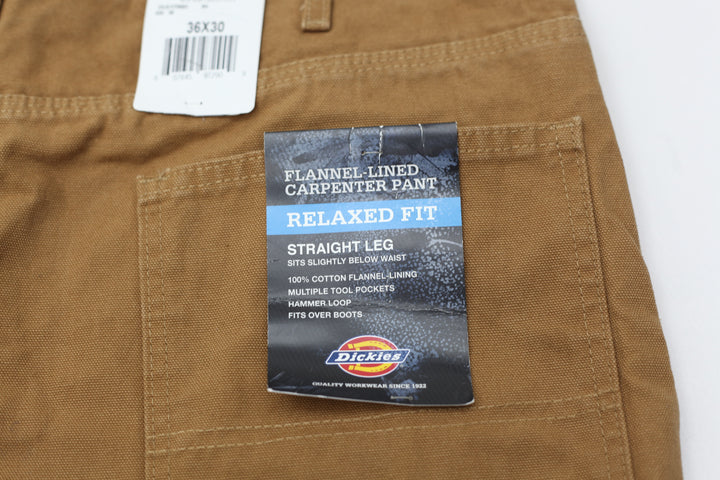 36X30
FLANNEL-LINED
CARPENTER PANT
RELAXED FIT
STRAIGHT LEG
SITS SLIGHTLY BELOW WAIST
100% COTTON FLANNEL-LINING
MULTIPLE TOOL POCKETS
HAMMER LOOP
FITS OVER BOOTS
Dickies
QUALITY WORKWEAR SINCE 1922